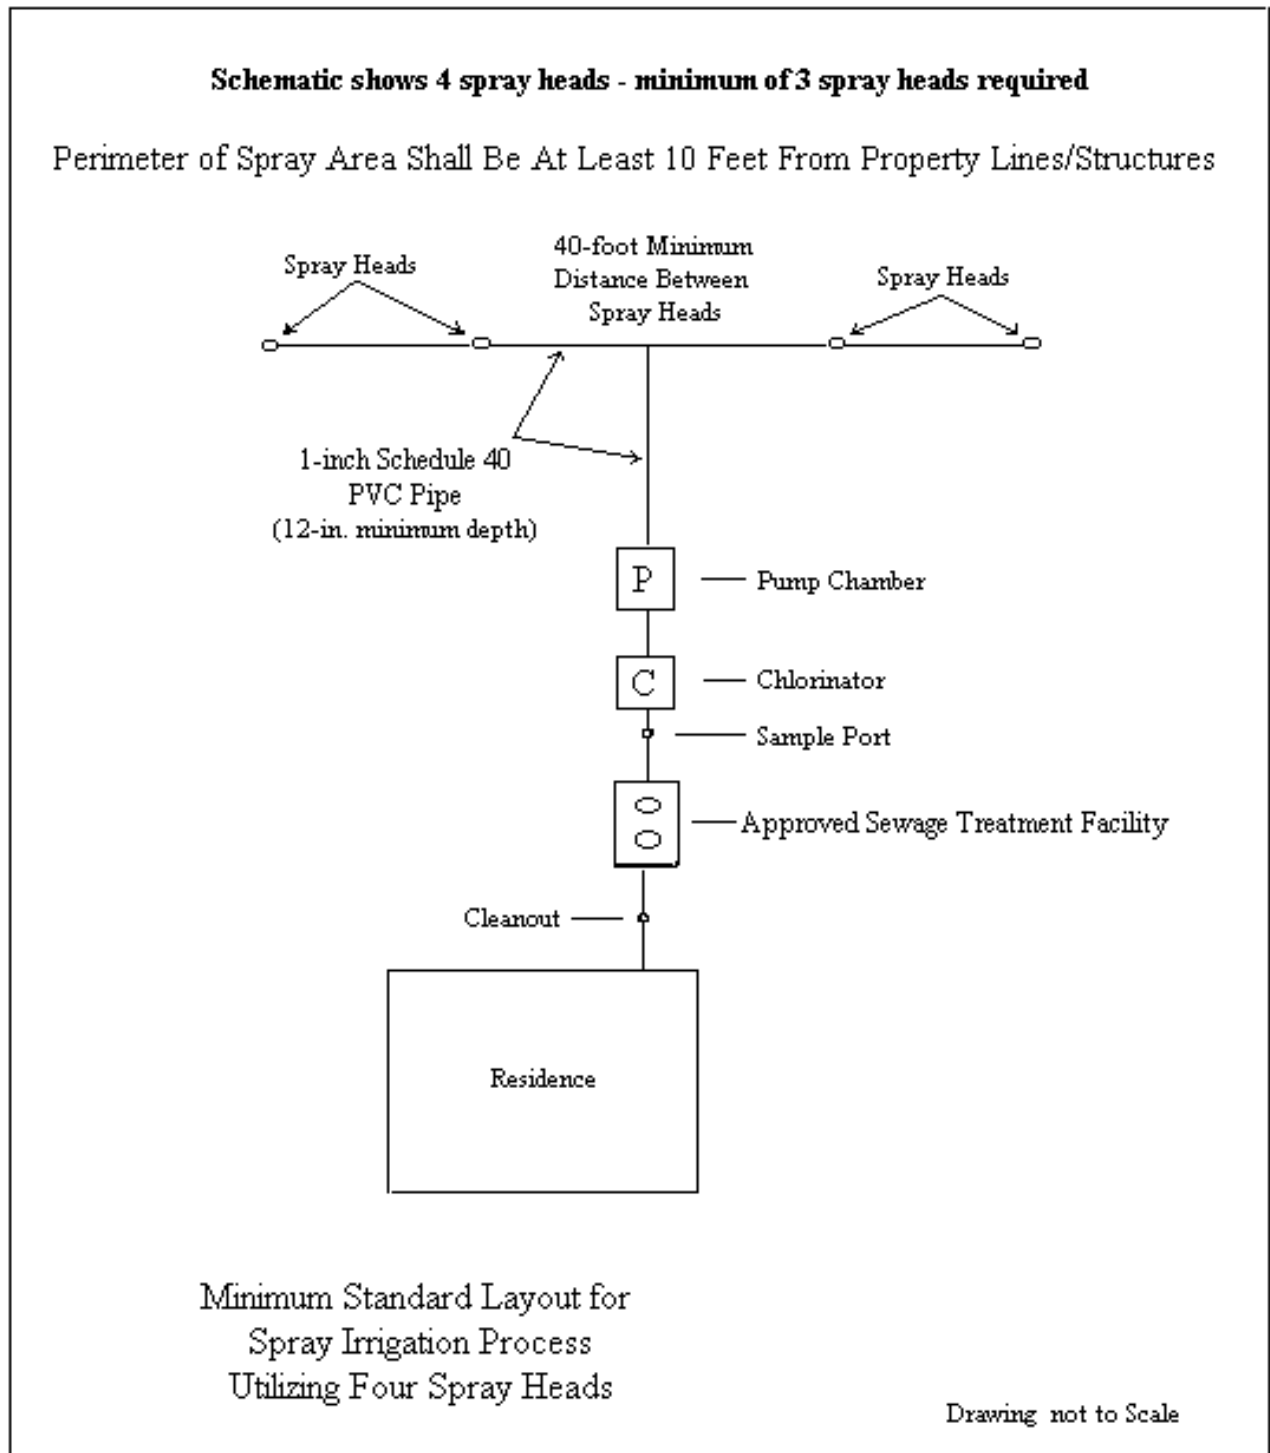 Schematic shows 4 spray heads - minimum of 3 spray heads required
Perimeter of Spray Area Shall Be At Least 10 Feet From Property Lines/Structures
Spray Heads
40-foot Minimum
Distance Between
Spray Heads
Spray Heads
1-inch Schedule 40
PVC Pipe
(12-in. minimum depth)
P
Pump Chamber
C
Chlorinator
Sample Port
Approved Sewage Treatment Facility
Cleanout
Residence
Minimum Standard Layout for
Spray Irrigation Process
Utilizing Four Spray Heads
Drawing not to Scale